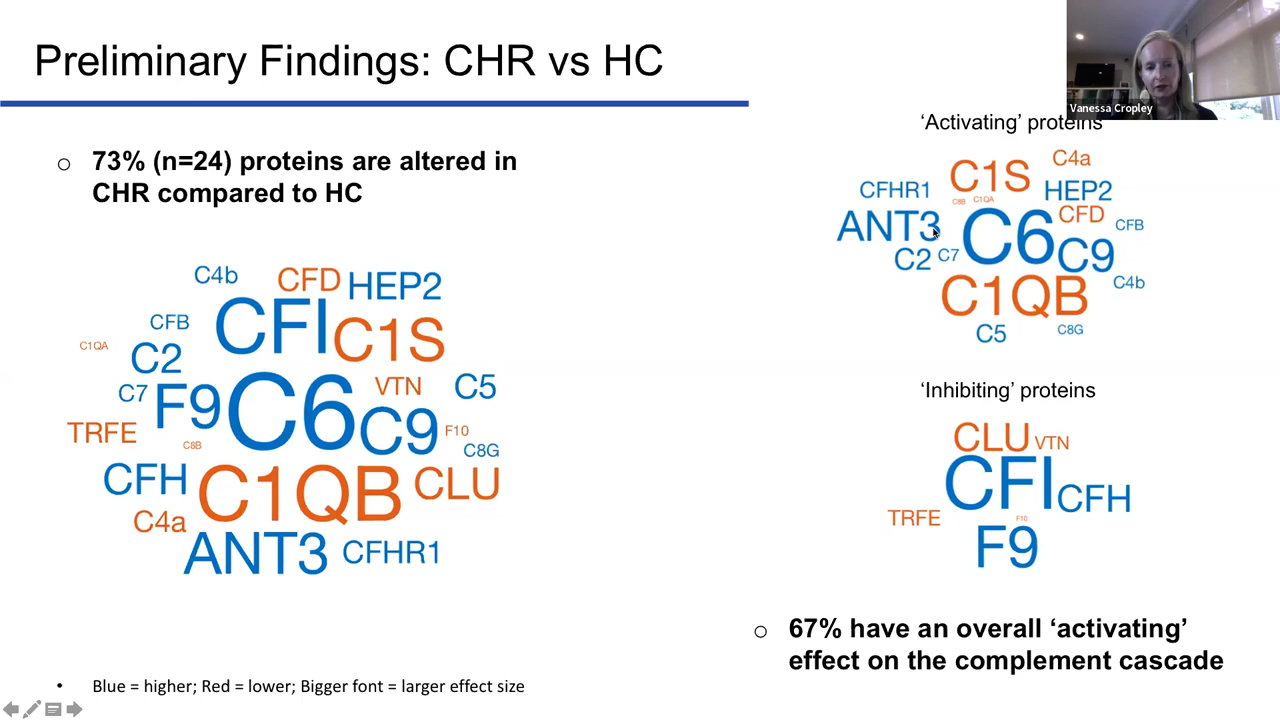 Preliminary Findings: CHR vs HC
Vanessa Cropley
o 73% (n=24) proteins are altered in
CHR compared to HC
C4b CFD HEP2
CFB CFI C1S
C1QA C2
C7 F9 C6 VTN C5
TRFE C8B C9 F10
C8G
CFH C1QB CLU
C4a
ANT3 CFHR1
• Blue = higher; Red = lower; Bigger font = larger effect size
‘Activating’ proteins
C1S C4a
CFHR1 C8B C1QA HEP2
ANT3 C6 CFD CFB
C2 C7 C9
C1QB C4b
C5 C8G
‘Inhibiting’ proteins
CLU VTN
CFI CFH
TRFE F10
F9
o 67% have an overall ‘activating’
effect on the complement cascade